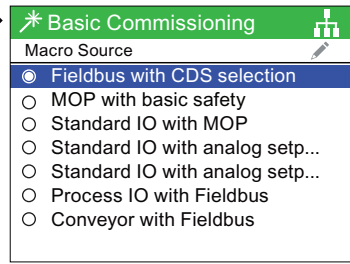 Basic Commissioning
Macro Source
Fieldbus with CDS selection
MOP with basic safety
Standard IO with MOP
Standard IO with analog setp...
Standard IO with analog setp...
Process IO with Fieldbus
Conveyor with Fieldbus